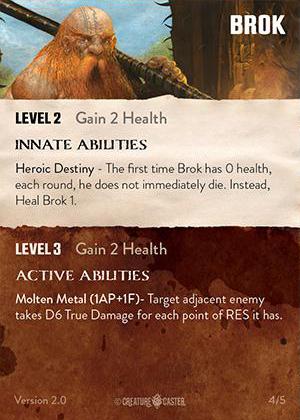 BROK
LEVEL 2 Gain 2 Health
INNATE ABILITIES
Heroic Destiny - The first time Brok has 0 health,
each round, he does not immediately die. Instead,
Heal Brok 1.
LEVEL 3 Gain 2 Health
ACTIVE ABILITIES
Molten Metal (1AP+1F)- Target adjacent enemy
takes D6 True Damage for each point of RES it has.
Version 2.0 © CREATURE CASTER 4/5